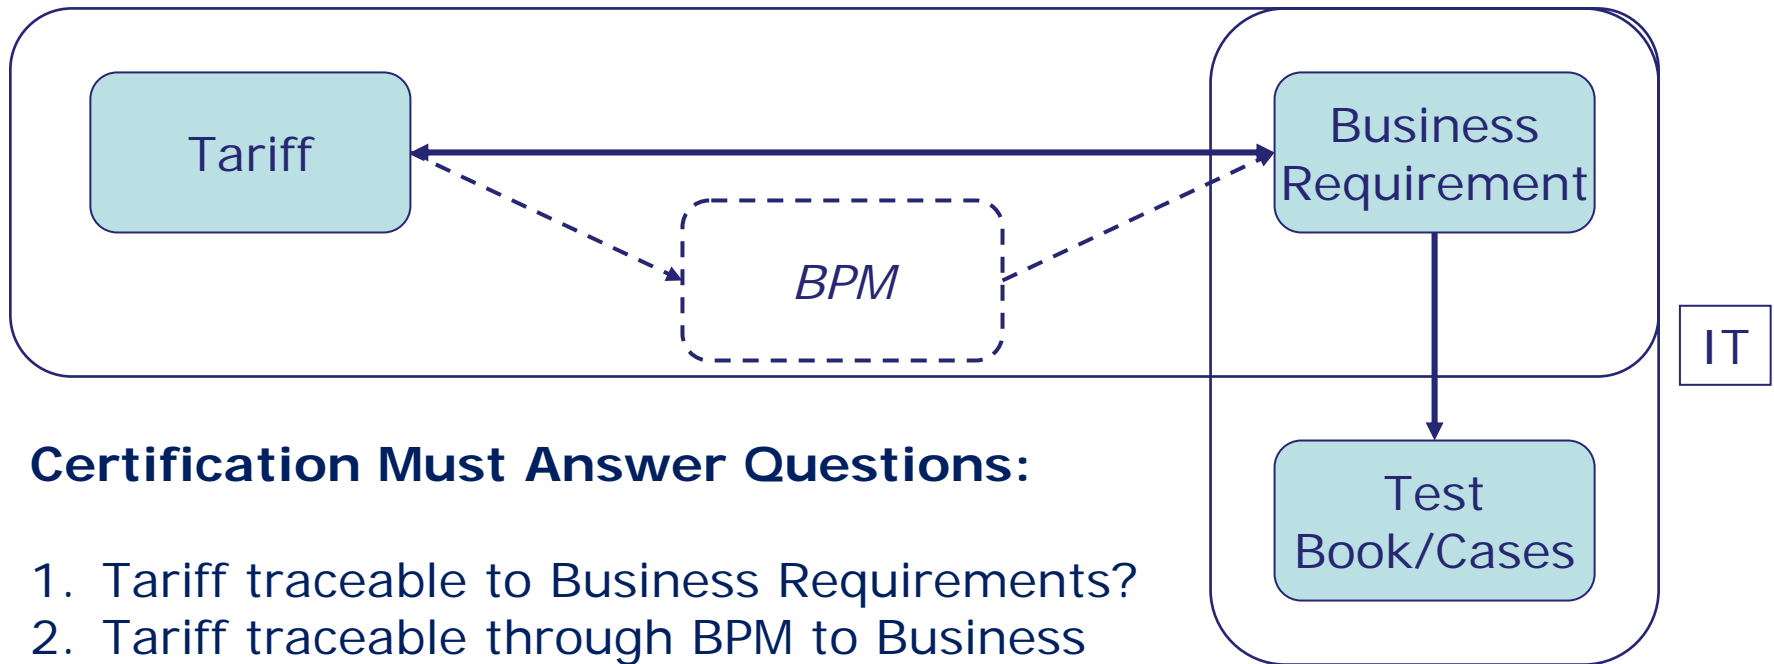 Tariff
Business
Requirement
BPM
IT
Test
Book/Cases
Certification Must Answer Questions:
1. Tariff traceable to Business Requirements?
2. Tariff traceable through BPM to Business